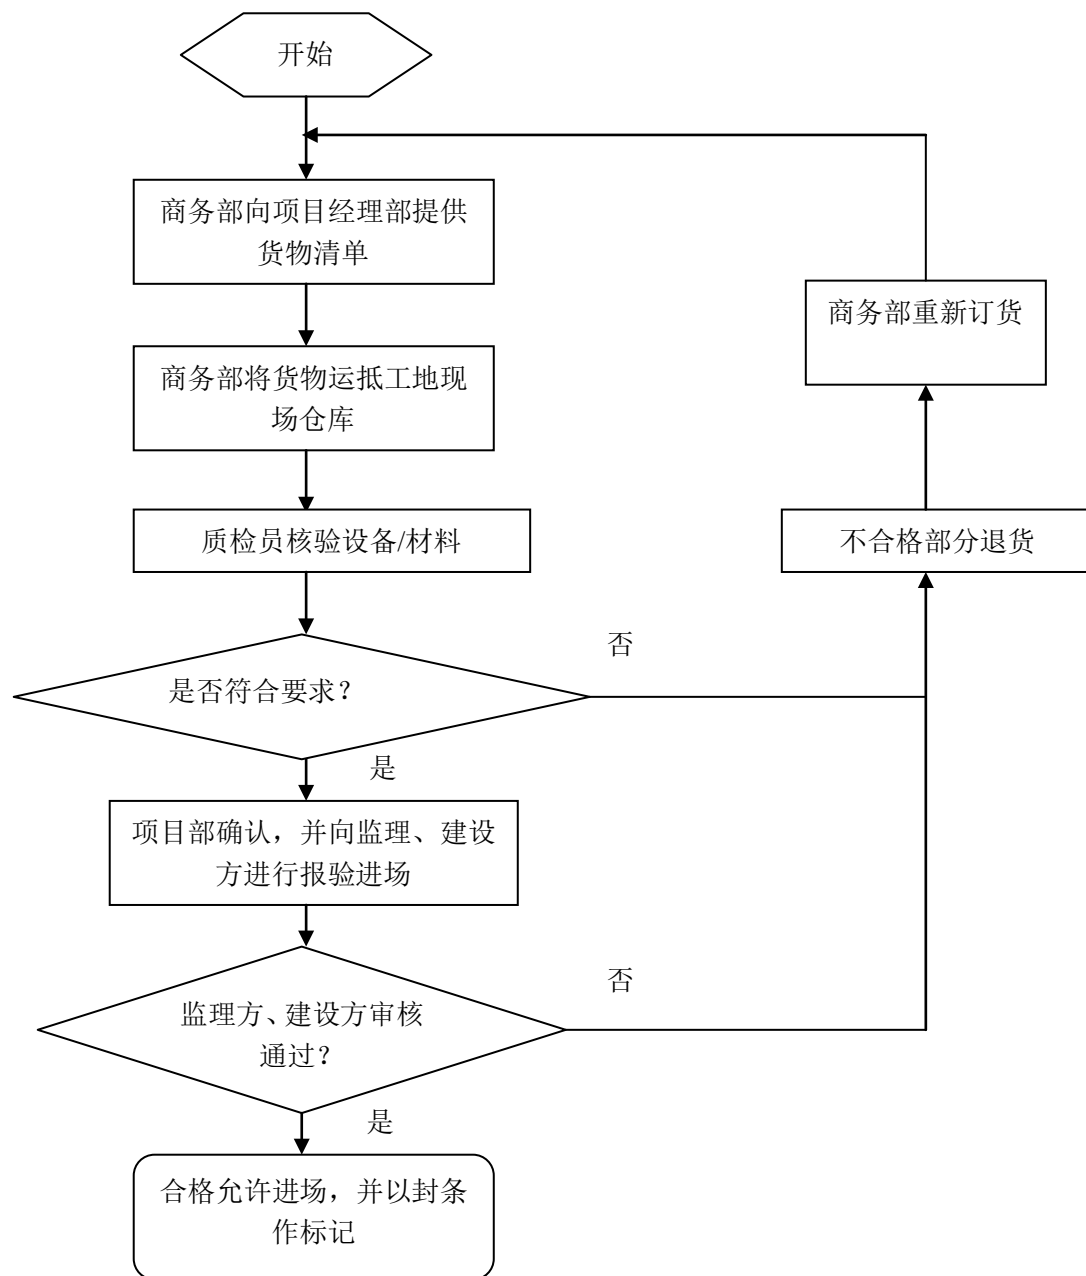 开始
商务部向项目经理部提供
货物清单
商务部重新订货
商务部将货物运抵工地现
场仓库
质检员核验设备/材料
不合格部分退货
否
是否符合要求？
是
项目部确认，并向监理、建设
方进行报验进场
否
监理方、建设方审核
通过？
是
合格允许进场，并以封条
作标记